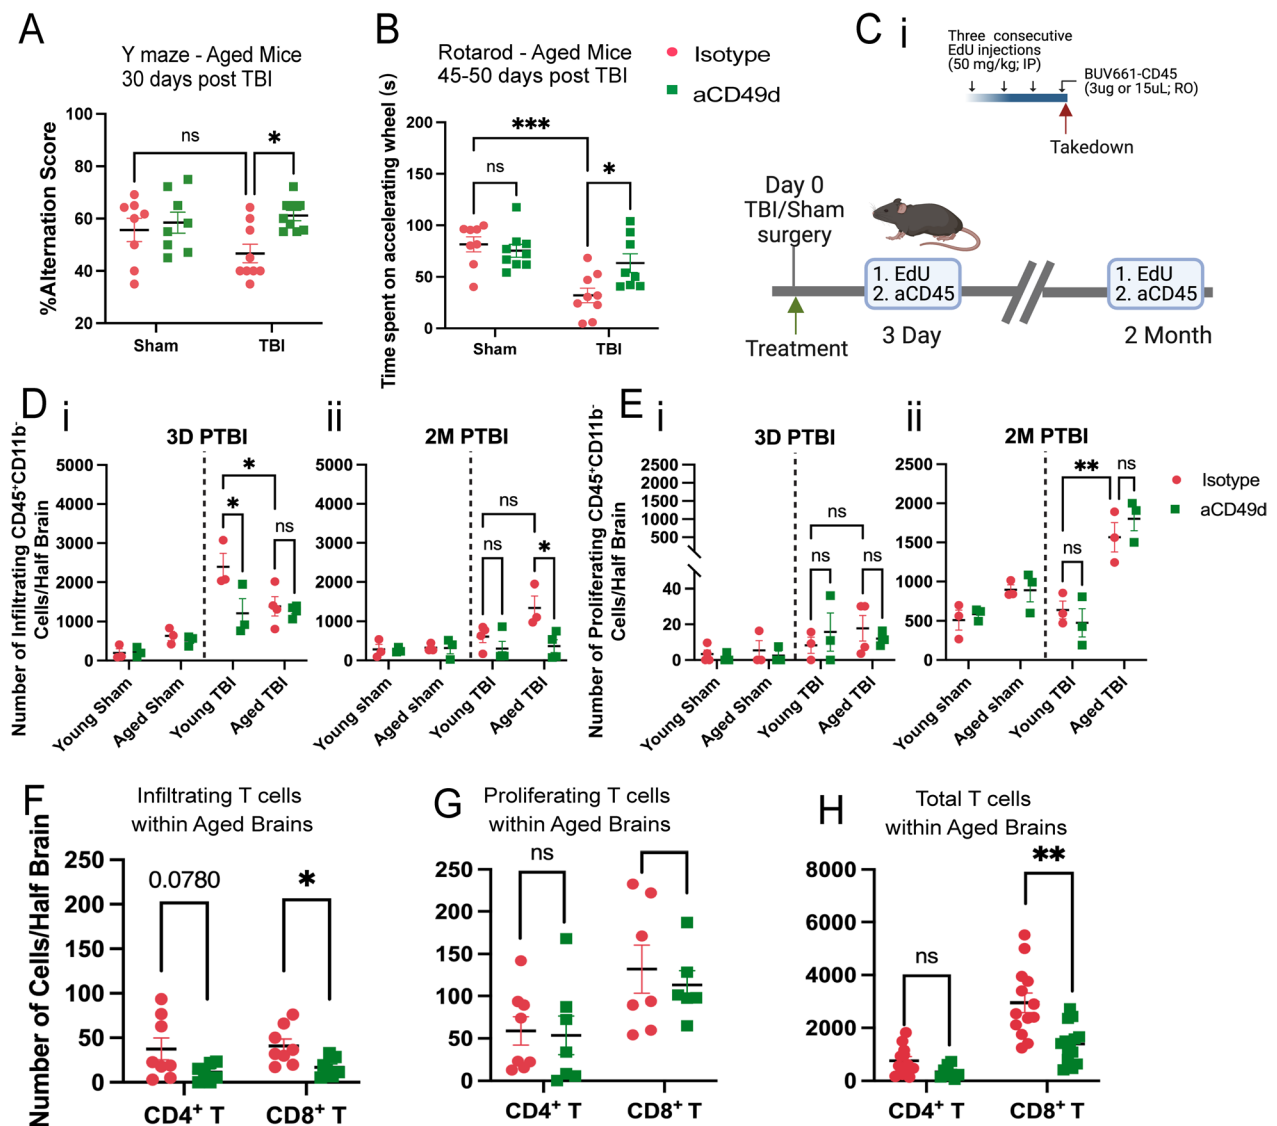 A
Y maze - Aged Mice
30 days post TBI
%Alternation Score
100
80
60
40
20
ns
*
Sham
TBI
B
Rotarod - Aged Mice
45-50 days post TBI
Time spent on accelerating wheel (s)
200
150
100
50
0
***
ns
*
Sham
TBI
Isotype
aCD49d
C
i
Three consecutive
EdU injections
(50 mg/kg; IP)
BUV661-CD45
(3ug or 15uL; RO)
Takedown
Day 0
TBI/Sham
surgery
Treatment
1. EdU
2. aCD45
3 Day
1. EdU
2. aCD45
2 Month
D
i
3D PTBI
Number of Infiltrating CD45⁺CD11b⁻
Cells/Half Brain
5000
4000
3000
2000
1000
0
*
*
ns
Young Sham
Aged Sham
Young TBI
Aged TBI
ii
2M PTBI
5000
4000
3000
2000
1000
0
ns
ns
*
Young sham
Aged sham
Young TBI
Aged TBI
E
i
3D PTBI
Number of Proliferating CD45⁺CD11b⁻
Cells/Half Brain
2500
2000
1500
1000
500
40
20
0
ns
ns
ns
Young Sham
Aged Sham
Young TBI
Aged TBI
ii
2M PTBI
2500
2000
1500
1000
500
0
**
ns
ns
Young sham
Aged sham
Young TBI
Aged TBI
Isotype
aCD49d
F
Infiltrating T cells
within Aged Brains
Number of Cells/Half Brain
250
200
150
100
50
0
0.0780
*
CD4⁺ T
CD8⁺ T
G
Proliferating T cells
within Aged Brains
250
200
150
100
50
0
ns
CD4⁺ T
CD8⁺ T
H
Total T cells
within Aged Brains
8000
6000
4000
2000
0
ns
**
CD4⁺ T
CD8⁺ T